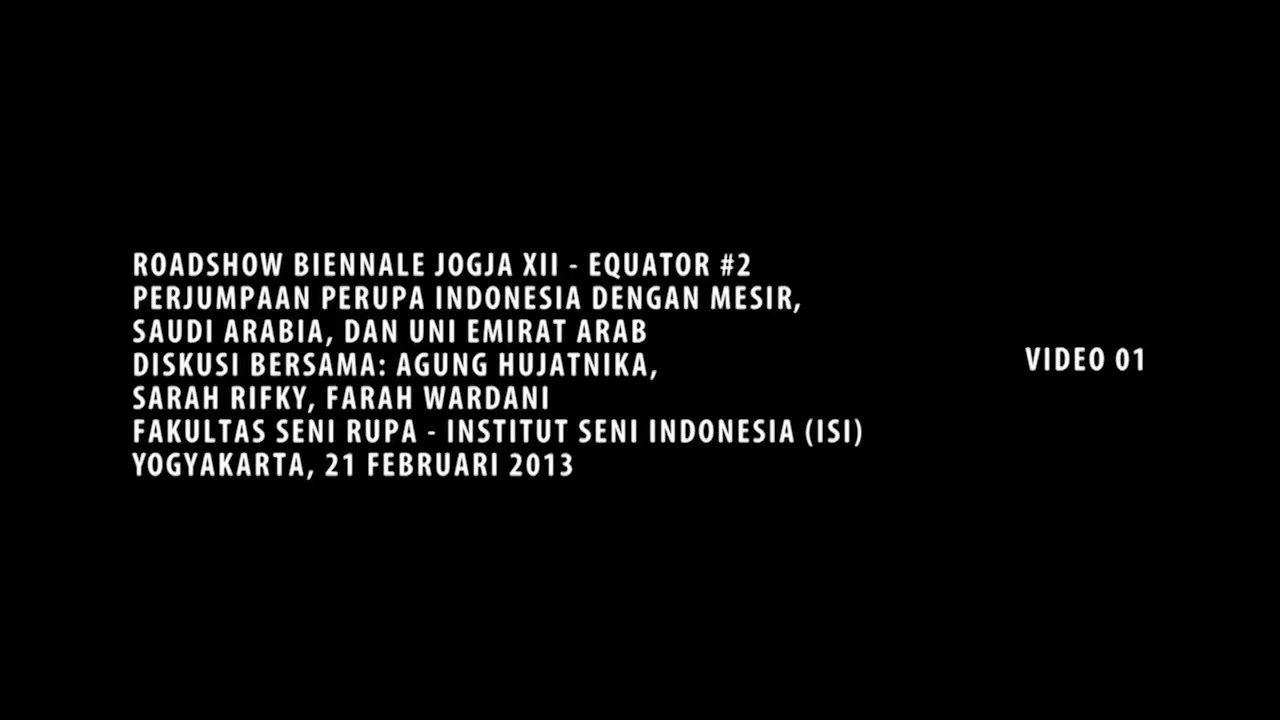 ROADSHOW BIENNALE JOGJA XII - EQUATOR #2
PERJUMPAAN PERUPA INDONESIA DENGAN MESIR,
SAUDI ARABIA, DAN UNI EMIRAT ARAB
DISKUSI BERSAMA: AGUNG HUJATNIKA,
SARAH RIFKY, FARAH WARDANI
FAKULTAS SENI RUPA - INSTITUT SENI INDONESIA (ISI)
YOGYAKARTA, 21 FEBRUARI 2013
VIDEO 01